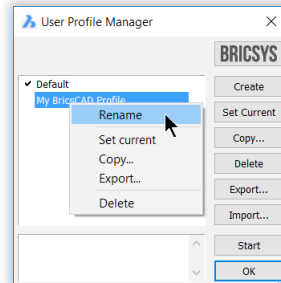 User Profile Manager
BRICSYS
Default
My BricsCAD Profile
Rename
Set current
Copy...
Export...
Delete
Create
Set Current
Copy...
Delete
Export...
Import...
Start
OK